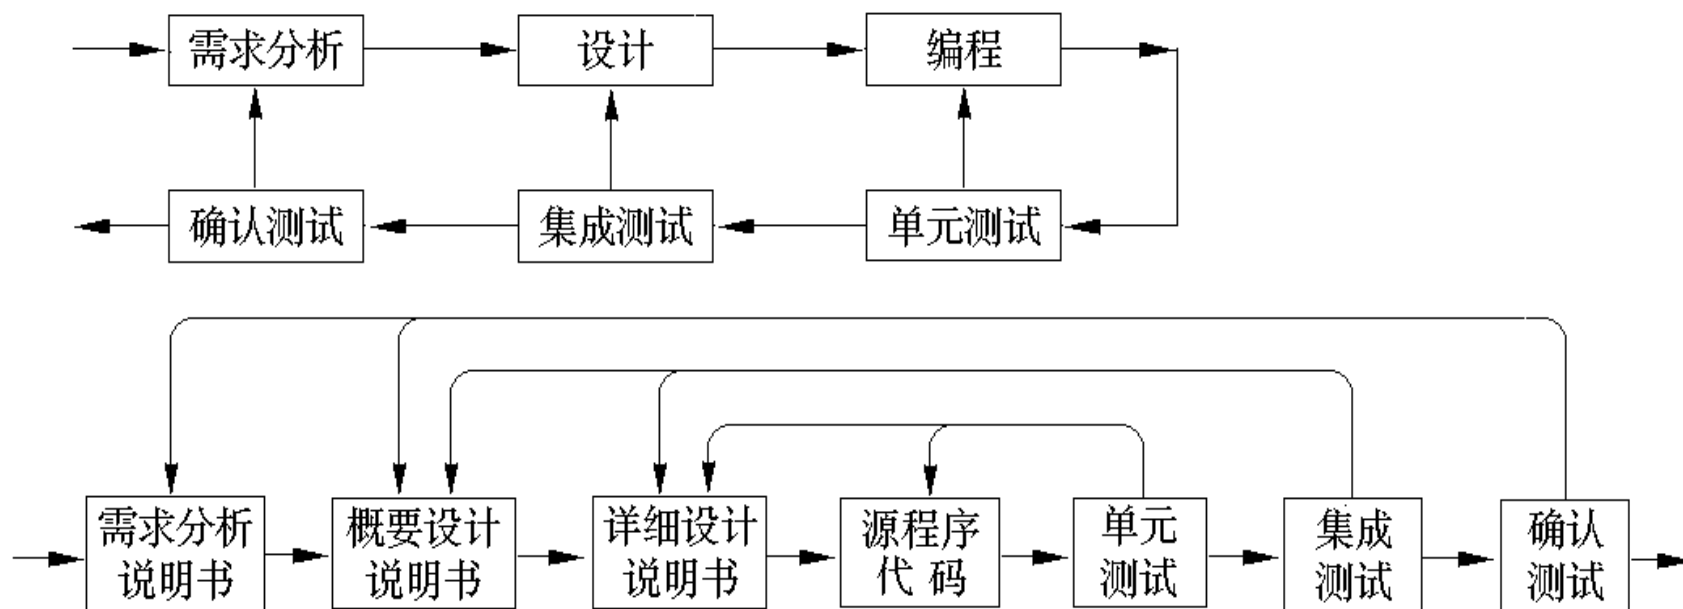 需求分析
设计
编程
确认测试
集成测试
单元测试
需求分析
说明书
概要设计
说明书
详细设计
说明书
源程序
代 码
单元
测试
集成
测试
确认
测试